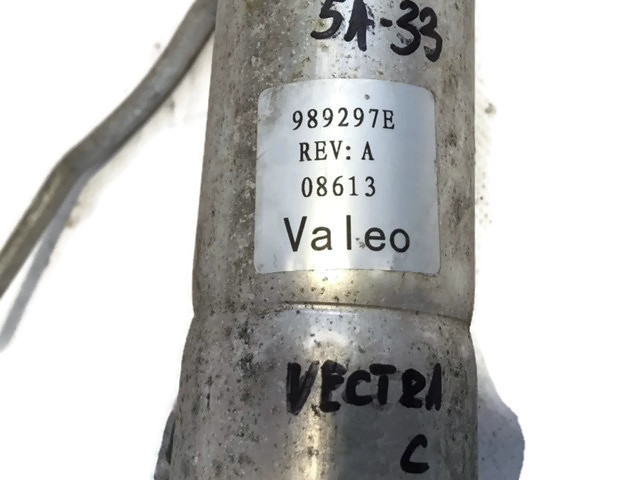 5A-33
989297E
REV: A
08613
Valeo
VECTRA
C